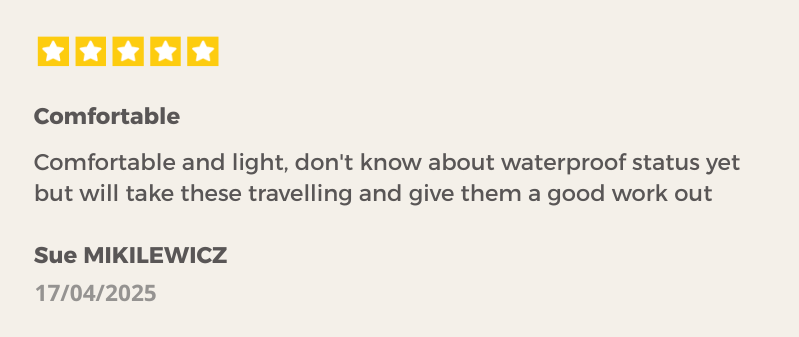 Comfortable
Comfortable and light, don't know about waterproof status yet
but will take these travelling and give them a good work out
Sue MIKILEWICZ
17/04/2025